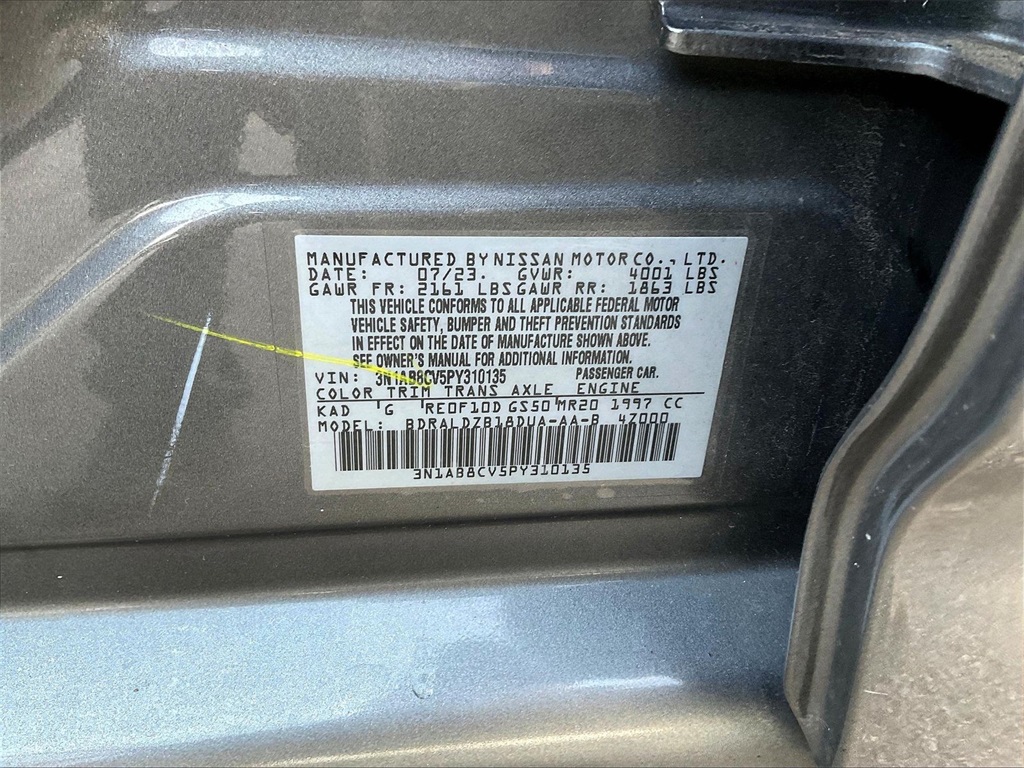 MANUFACTURED BY NISSAN MOTOR CO., LTD.
DATE: 07/23. GVWR: 4001 LBS
GAWR FR: 2161 LBS GAWR RR: 1863 LBS
THIS VEHICLE CONFORMS TO ALL APPLICABLE FEDERAL MOTOR
VEHICLE SAFETY, BUMPER AND THEFT PREVENTION STANDARDS
IN EFFECT ON THE DATE OF MANUFACTURE SHOWN ABOVE.
SEE OWNER'S MANUAL FOR ADDITIONAL INFORMATION.
VIN: 3N1AB8CV5PY310135 PASSENGER CAR.
COLOR TRIM TRANS AXLE ENGINE
KAD G RE0F10D GS50 MR20 1997 CC
MODEL: BDRALDZB18DUA-AA-B 47000
3N1AB8CV5PY310135